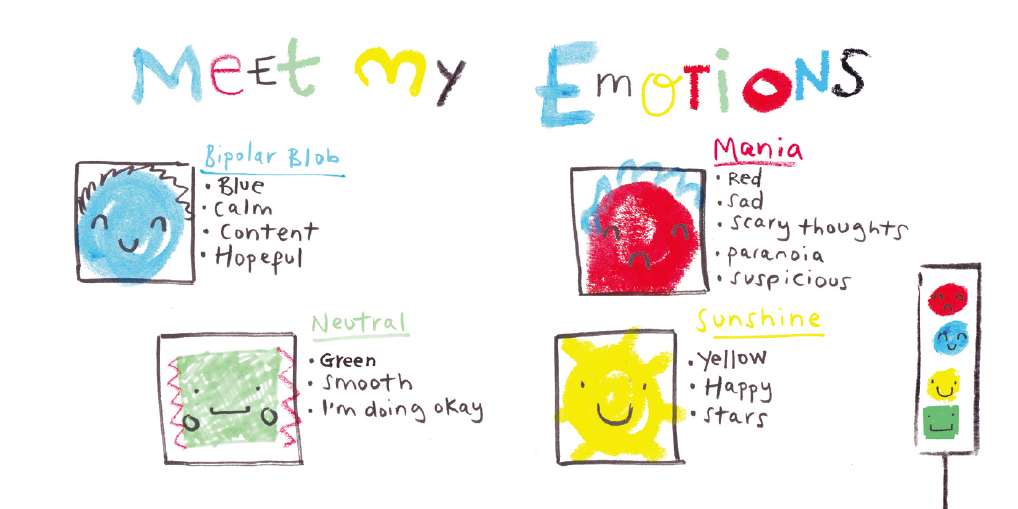 MEEt My EmOTiONS
Bipolar Blob
• Blue
• Calm
• Content
• Hopeful
Mania
• Red
• Sad
• Scary thoughts
• paranoia
• suspicious
Neutral
• Green
• Smooth
• I'm doing okay
Sunshine
• yellow
• Happy
• Stars